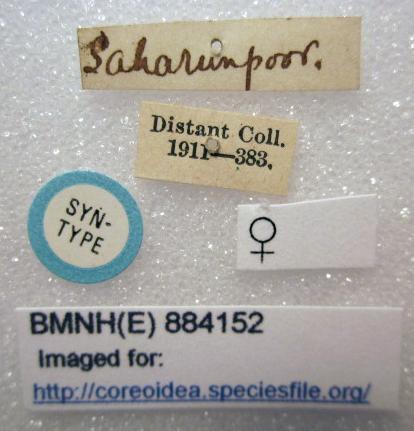 Saharunpoor.
Distant Coll.
1911—383.
SYN-
TYPE
♀
BMNH(E) 884152
Imaged for:
http://coreoidea.speciesfile.org/